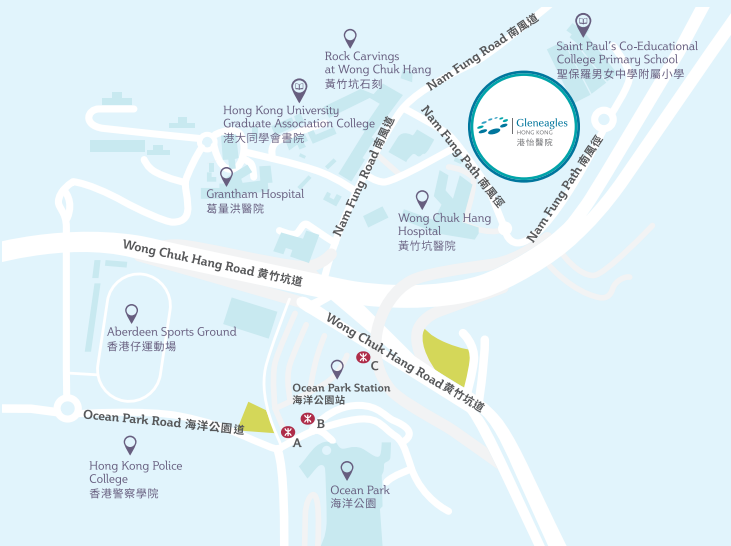 Nam Fung Road 南風道
Saint Paul's Co-Educational
College Primary School
聖保羅男女中學附屬小學
Rock Carvings
at Wong Chuk Hang
黃竹坑石刻
Hong Kong University
Graduate Association College
港大同學會書院
Gleneagles
HONG KONG
港怡醫院
Nam Fung Road 南風道
Nam Fung Path 南風徑
Nam Fung Path 南風徑
Grantham Hospital
葛量洪醫院
Wong Chuk Hang
Hospital
黃竹坑醫院
Wong Chuk Hang Road 黄竹坑道
Aberdeen Sports Ground
香港仔運動場
Wong Chuk Hang Road 黄竹坑道
C
Ocean Park Station
海洋公園站
Ocean Park Road 海洋公園道
B
A
Hong Kong Police
College
香港警察學院
Ocean Park
海洋公園